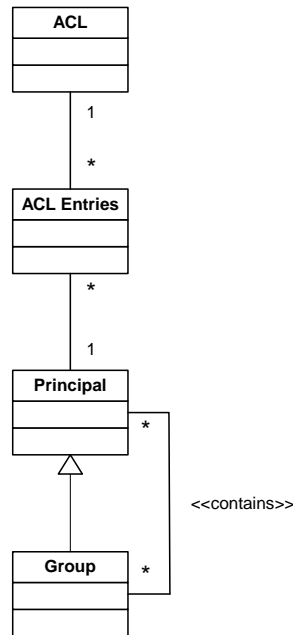 ACL
1
*
ACL Entries
*
1
Principal
*
<<contains>>
Group
*